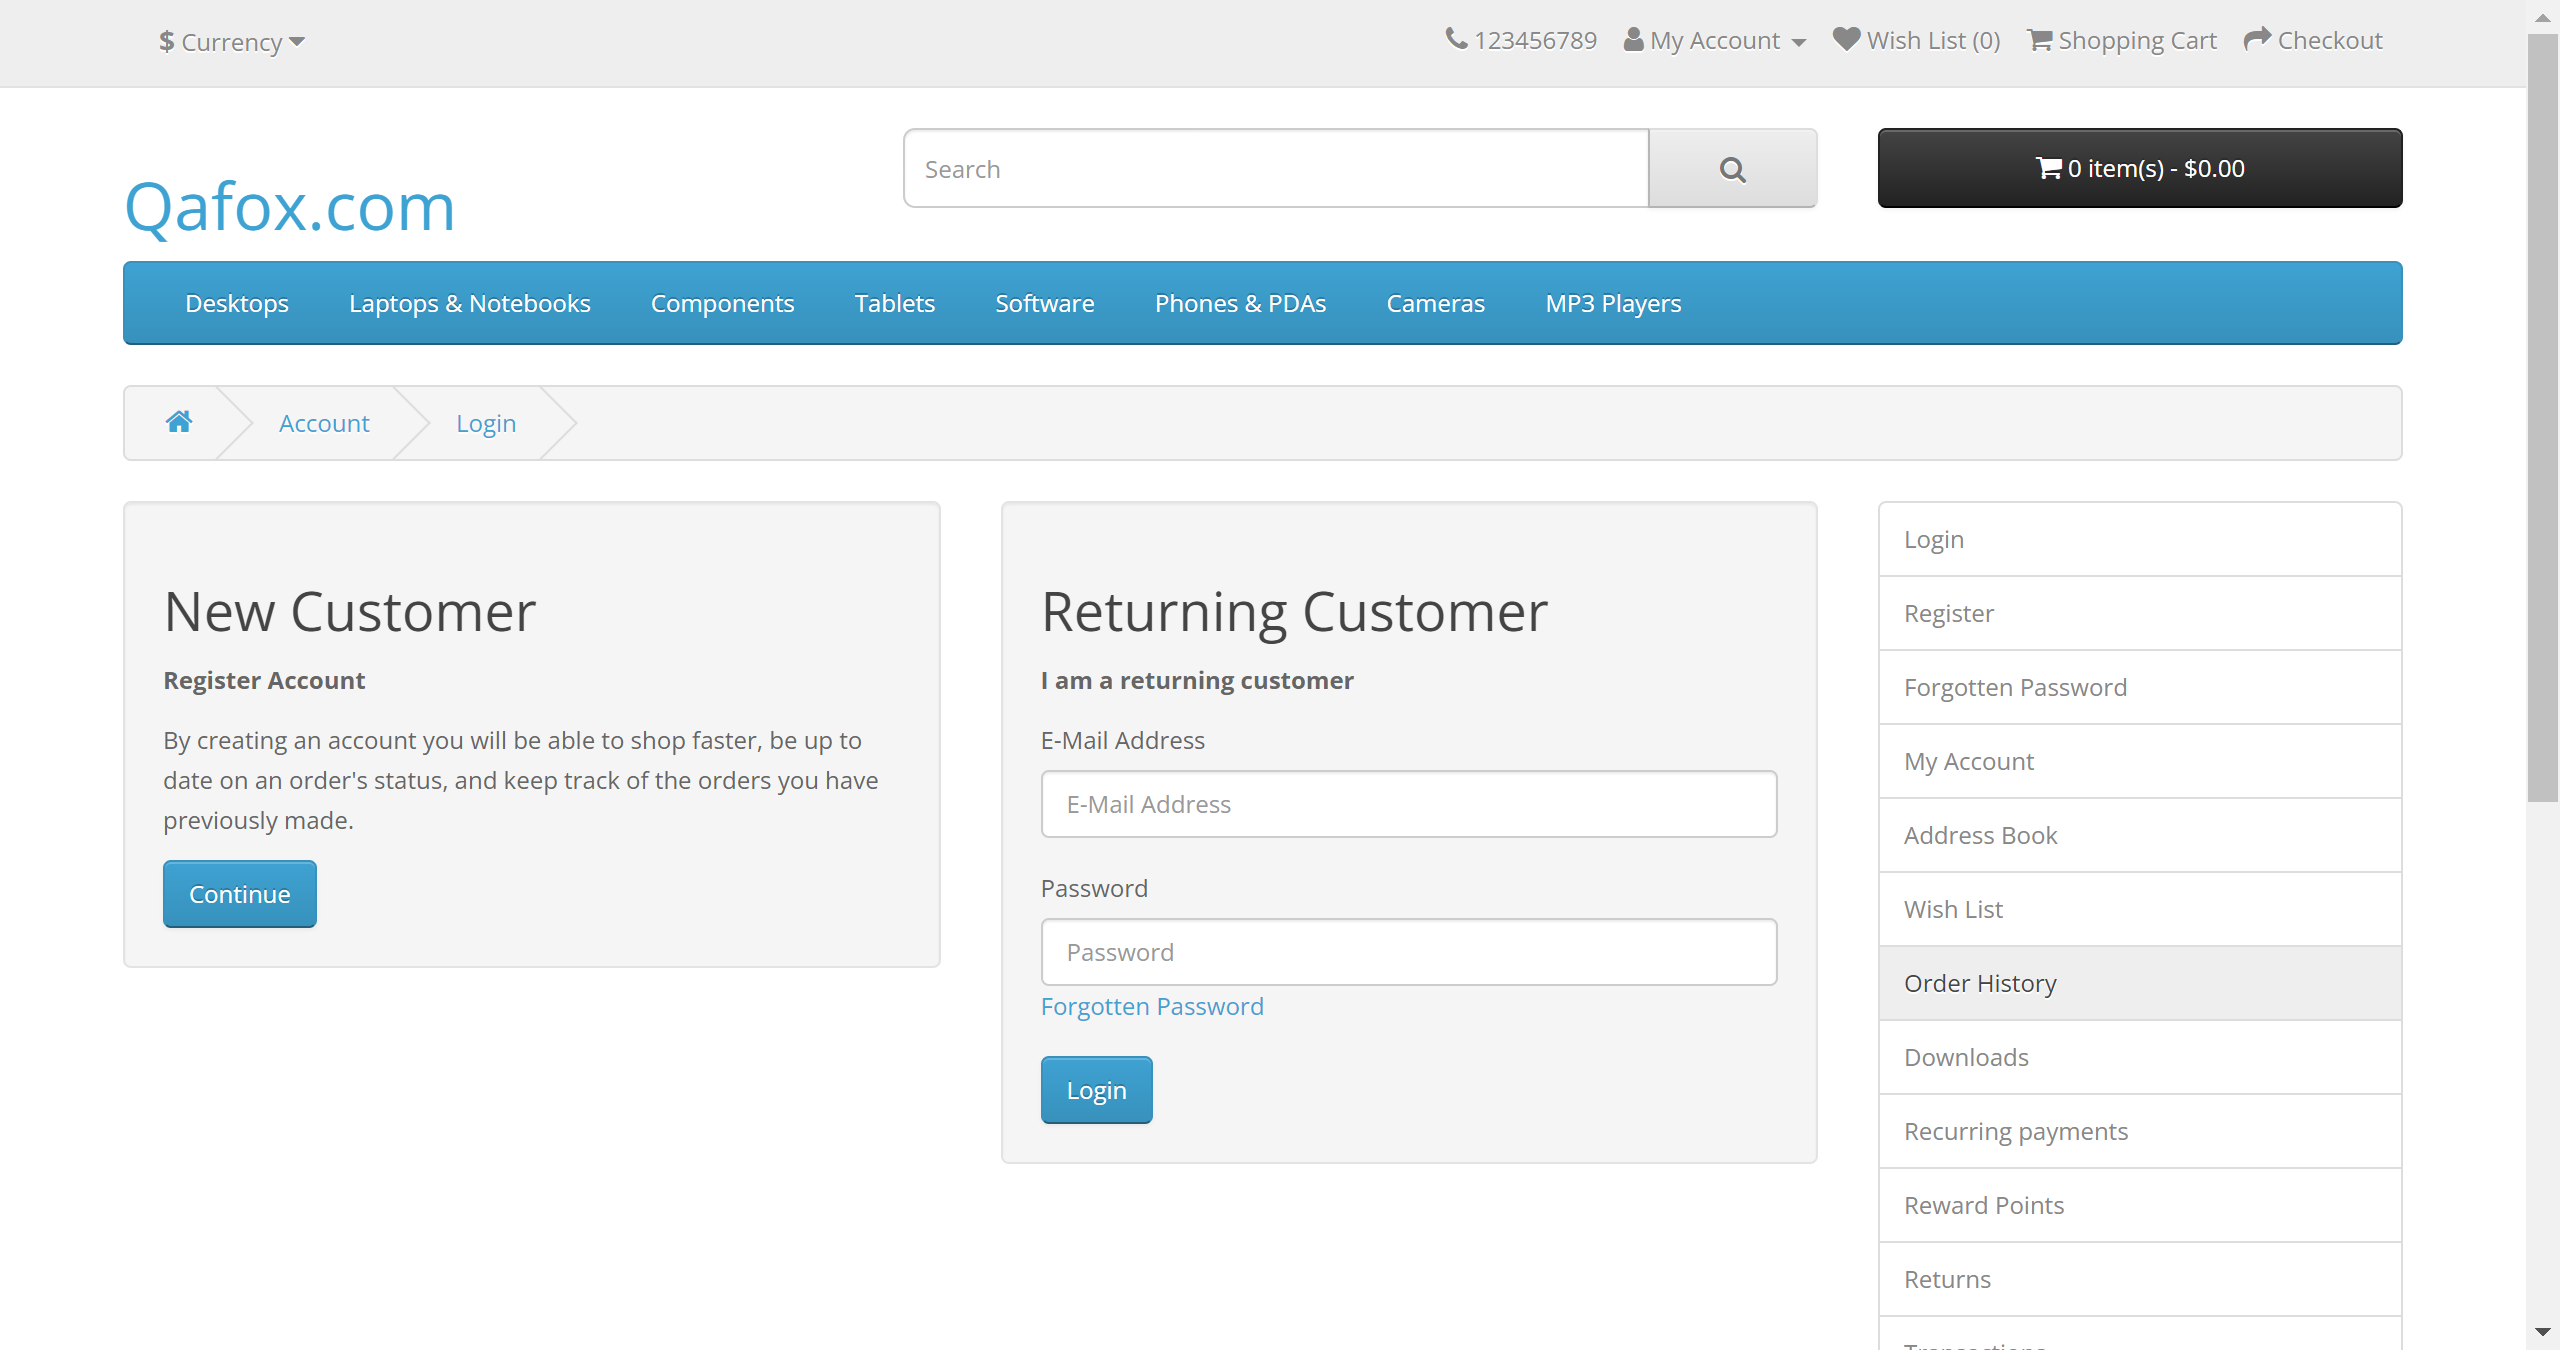 $ Currency
123456789 My Account Wish List (0) Shopping Cart Checkout
Qafox.com
Search
0 item(s) - $0.00
Desktops Laptops & Notebooks Components Tablets Software Phones & PDAs Cameras MP3 Players
Account Login
New Customer
Register Account
By creating an account you will be able to shop faster, be up to
date on an order's status, and keep track of the orders you have
previously made.
Continue
Returning Customer
I am a returning customer
E-Mail Address
E-Mail Address
Password
Password
Forgotten Password
Login
Login
Register
Forgotten Password
My Account
Address Book
Wish List
Order History
Downloads
Recurring payments
Reward Points
Returns